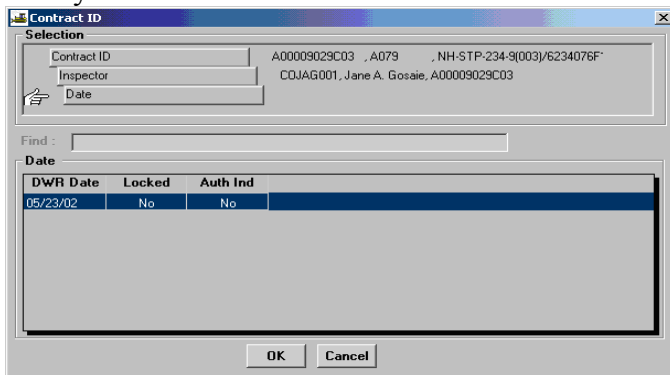 Contract ID
Selection
Contract ID A00009029C03 , A079 , NH-STP-234-9(003)/6234076F
Inspector COJAG001, Jane A. Gosaie, A00009029C03
Date
Find :
Date
DWR Date Locked Auth Ind
05/23/02 No No
OK Cancel